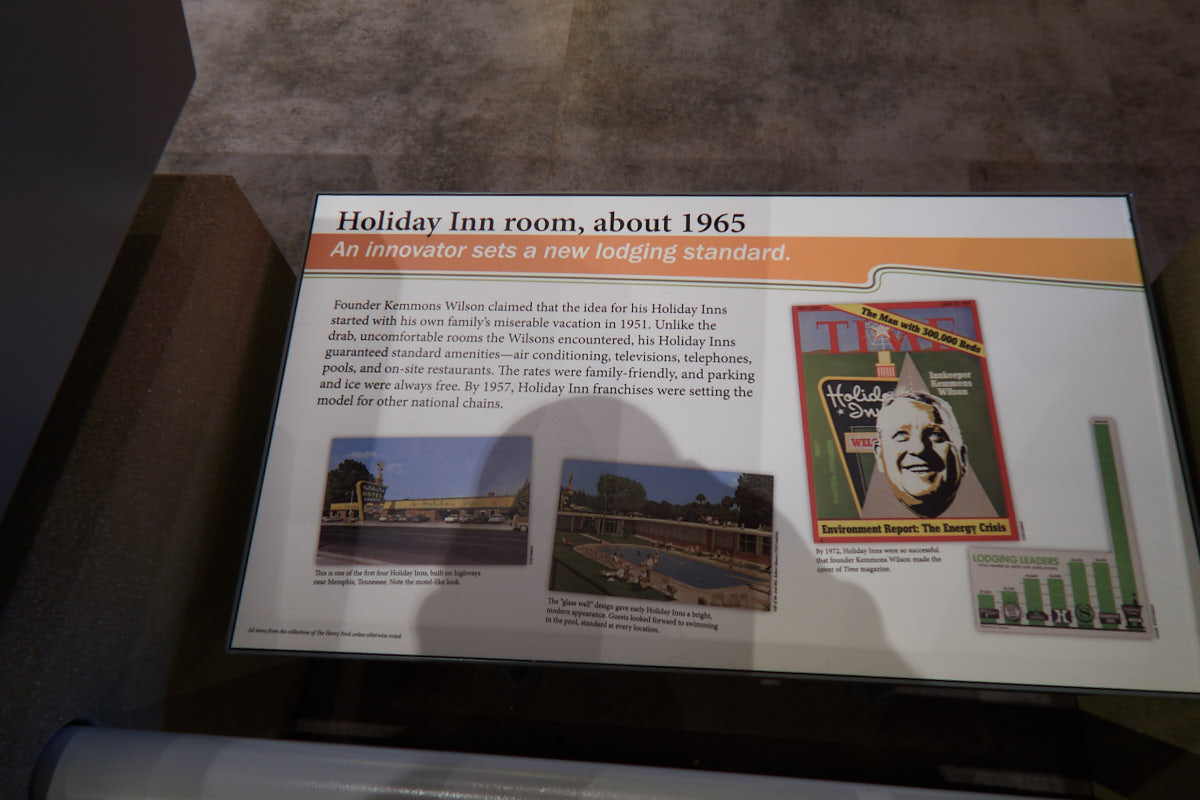 Holiday Inn room, about 1965
An innovator sets a new lodging standard.
Founder Kemmons Wilson claimed that the idea for his Holiday Inns
started with his own family's miserable vacation in 1951. Unlike the
drab, uncomfortable rooms the Wilsons encountered, his Holiday Inns
guaranteed standard amenities—air conditioning, televisions, telephones,
pools, and on-site restaurants. The rates were family-friendly, and parking
and ice were always free. By 1957, Holiday Inn franchises were setting the
model for other national chains.
This is one of the first four Holiday Inns, built on highways
near Memphis, Tennessee. Note the motel-like look.
The "glass wall" design gave early Holiday Inns a bright,
modern appearance. Guests looked forward to swimming
in the pool, standard at every location.
All items from the collections of The Henry Ford unless otherwise noted.
The Man with 300,000 Beds
TIME
Innkeeper
Kemmons
Wilson
Holiday
Inn
Environment Report: The Energy Crisis
By 1972, Holiday Inns were so successful
that founder Kemmons Wilson made the
cover of Time magazine.
LODGING LEADERS